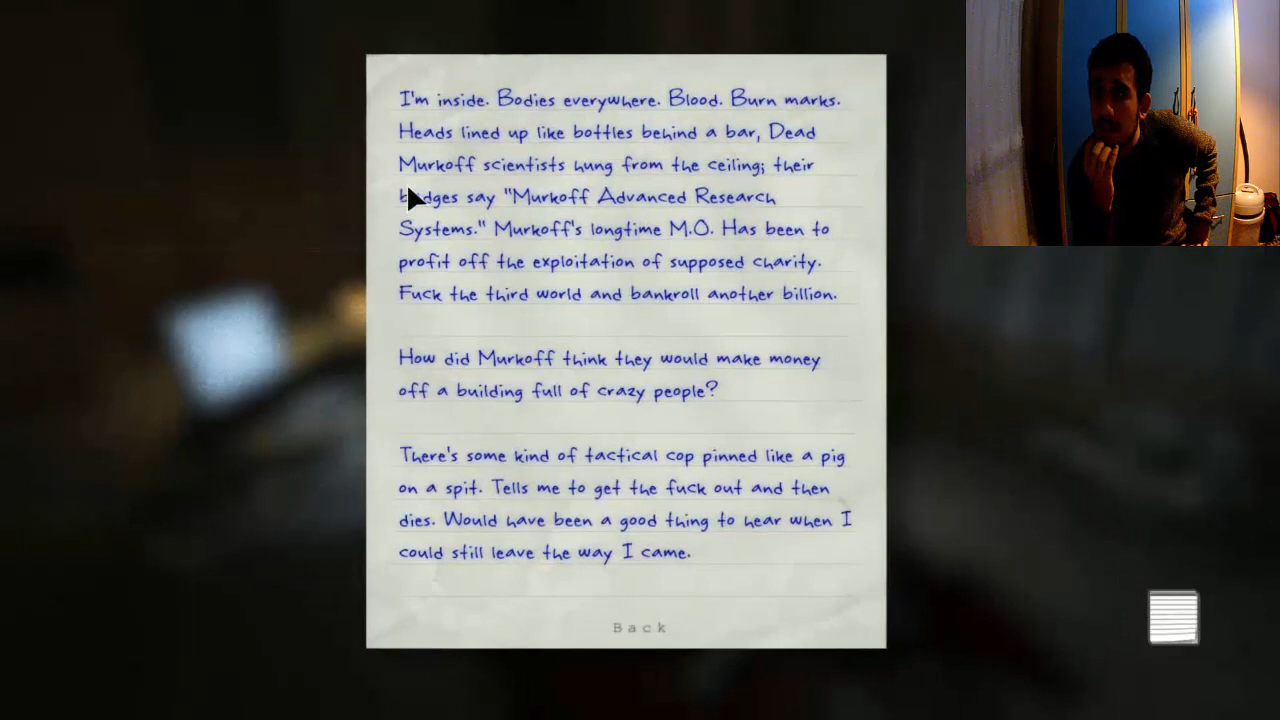 I'm inside. Bodies everywhere. Blood. Burn marks.
Heads lined up like bottles behind a bar, Dead
Murkoff scientists hung from the ceiling; their
badges say "Murkoff Advanced Research
Systems." Murkoff's longtime M.O. Has been to
profit off the exploitation of supposed charity.
Fuck the third world and bankroll another billion.
How did Murkoff think they would make money
off a building full of crazy people?
There's some kind of tactical cop pinned like a pig
on a spit. Tells me to get the fuck out and then
dies. Would have been a good thing to hear when I
could still leave the way I came.
Back